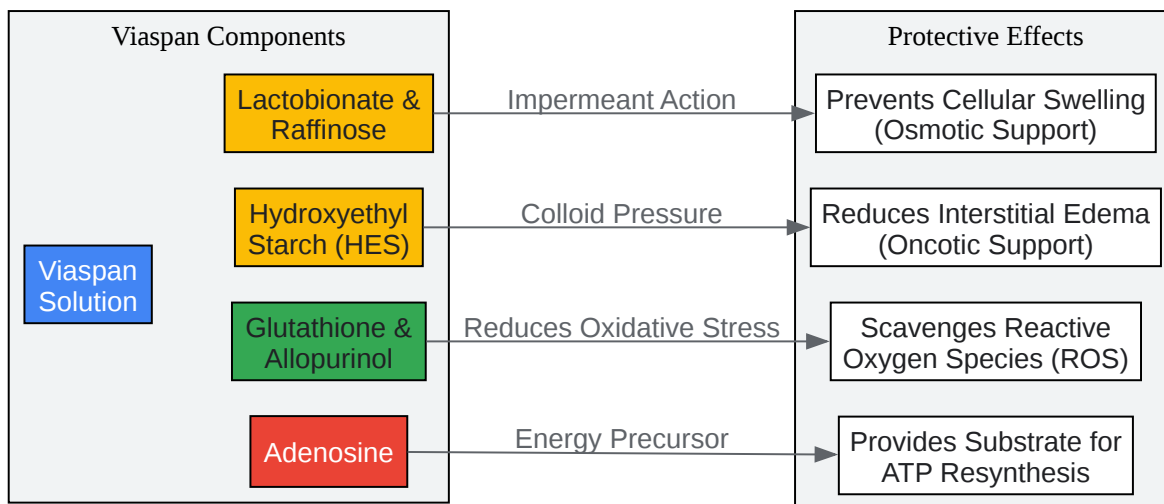 Viaspan Components
Protective Effects
Lactobionate &
Raffinose
Impermeant Action
Prevents Cellular Swelling
(Osmotic Support)
Hydroxyethyl
Starch (HES)
Colloid Pressure
Reduces Interstitial Edema
(Oncotic Support)
Viaspan
Solution
Glutathione &
Allopurinol
Reduces Oxidative Stress
Scavenges Reactive
Oxygen Species (ROS)
Adenosine
Energy Precursor
Provides Substrate for
ATP Resynthesis